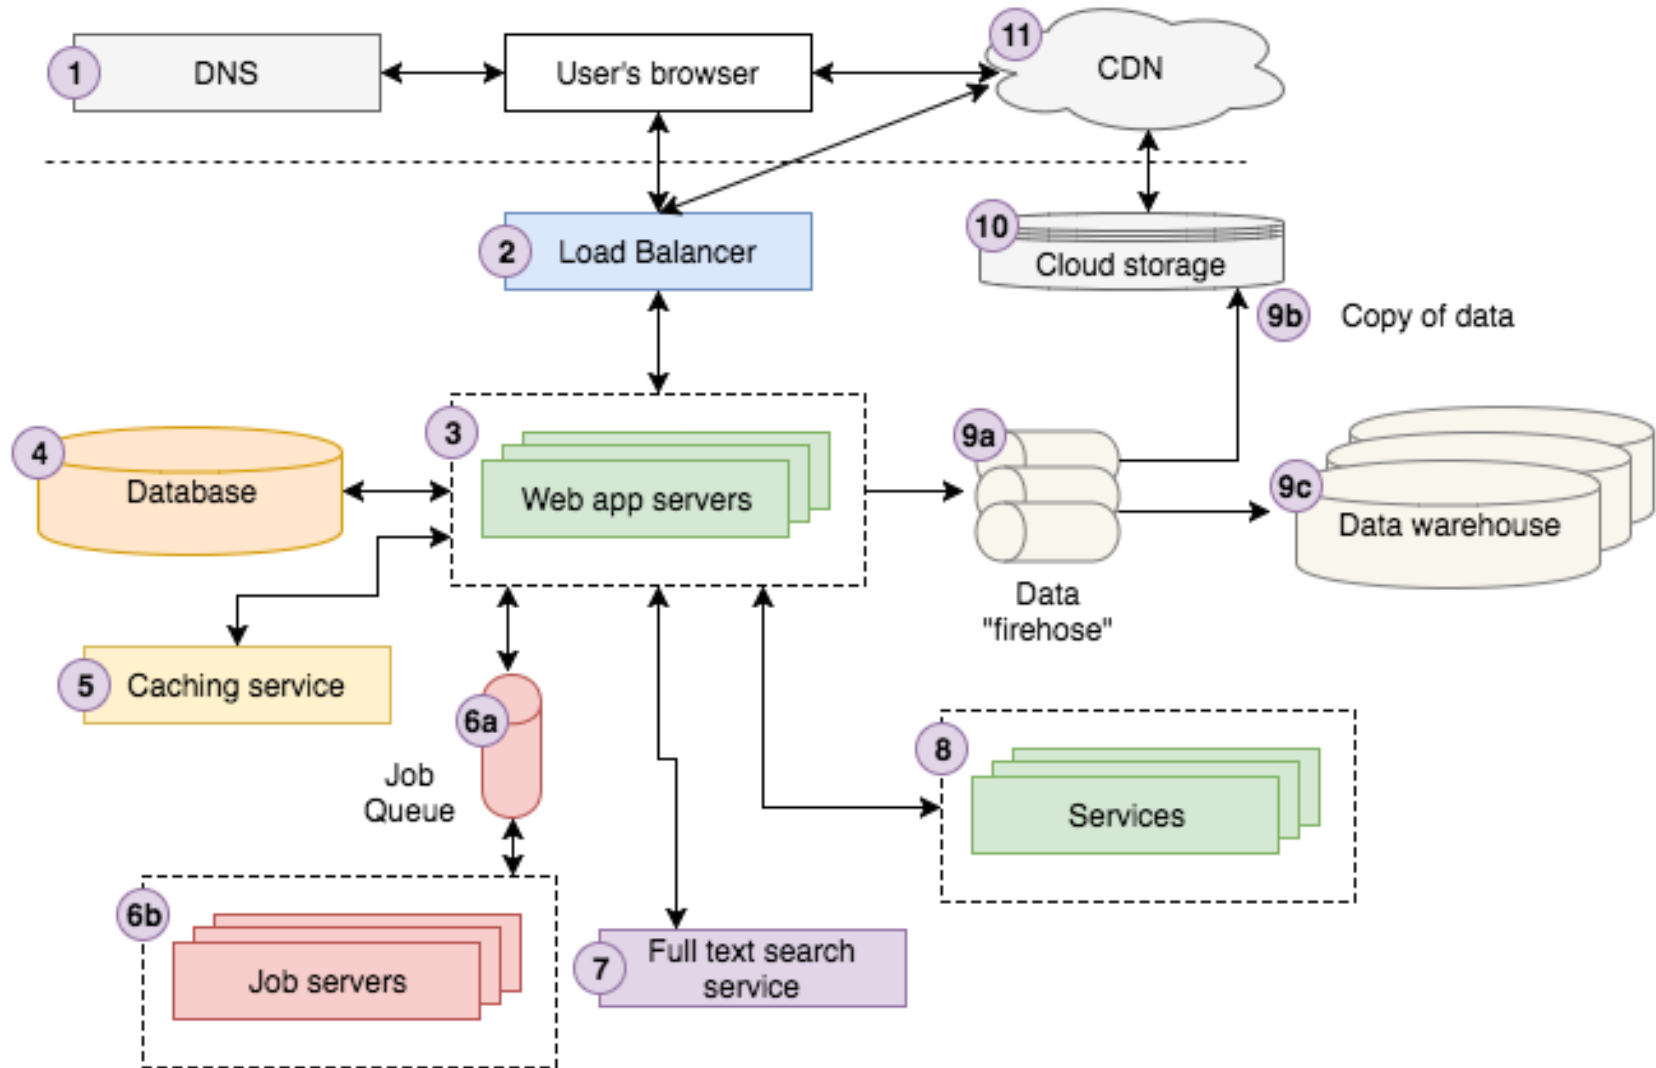 1
DNS
User's browser
11
CDN
2
Load Balancer
10
Cloud storage
9b
Copy of data
3
Web app servers
4
Database
9a
Data
"firehose"
9c
Data warehouse
5
Caching service
6a
Job
Queue
8
Services
6b
Job servers
7
Full text search
service